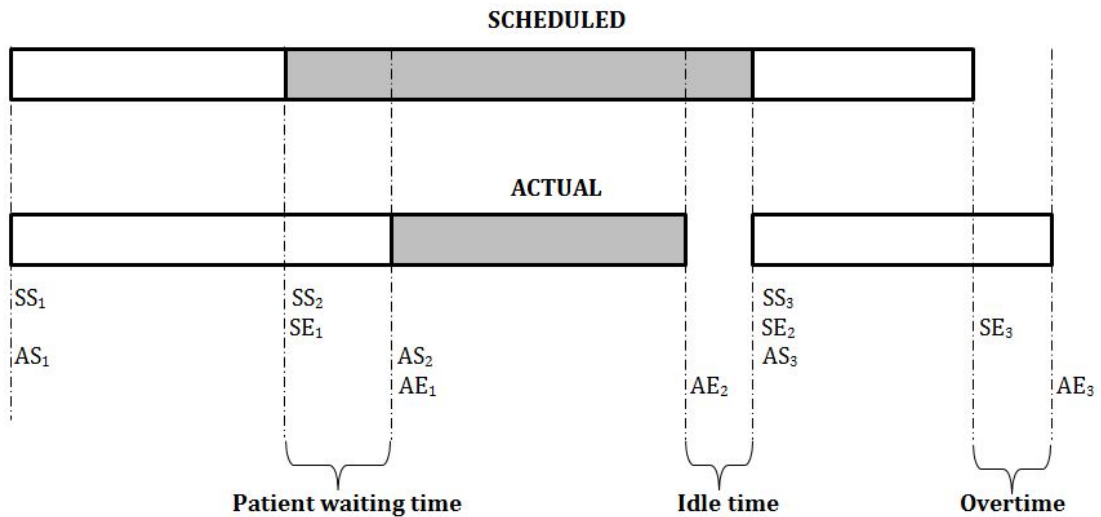 SCHEDULED
ACTUAL
SS₁ SS₂ SS₃
SE₁ SE₂ SE₃
AS₁ AS₂ AS₃
AE₁ AE₂ AE₃
Patient waiting time Idle time Overtime